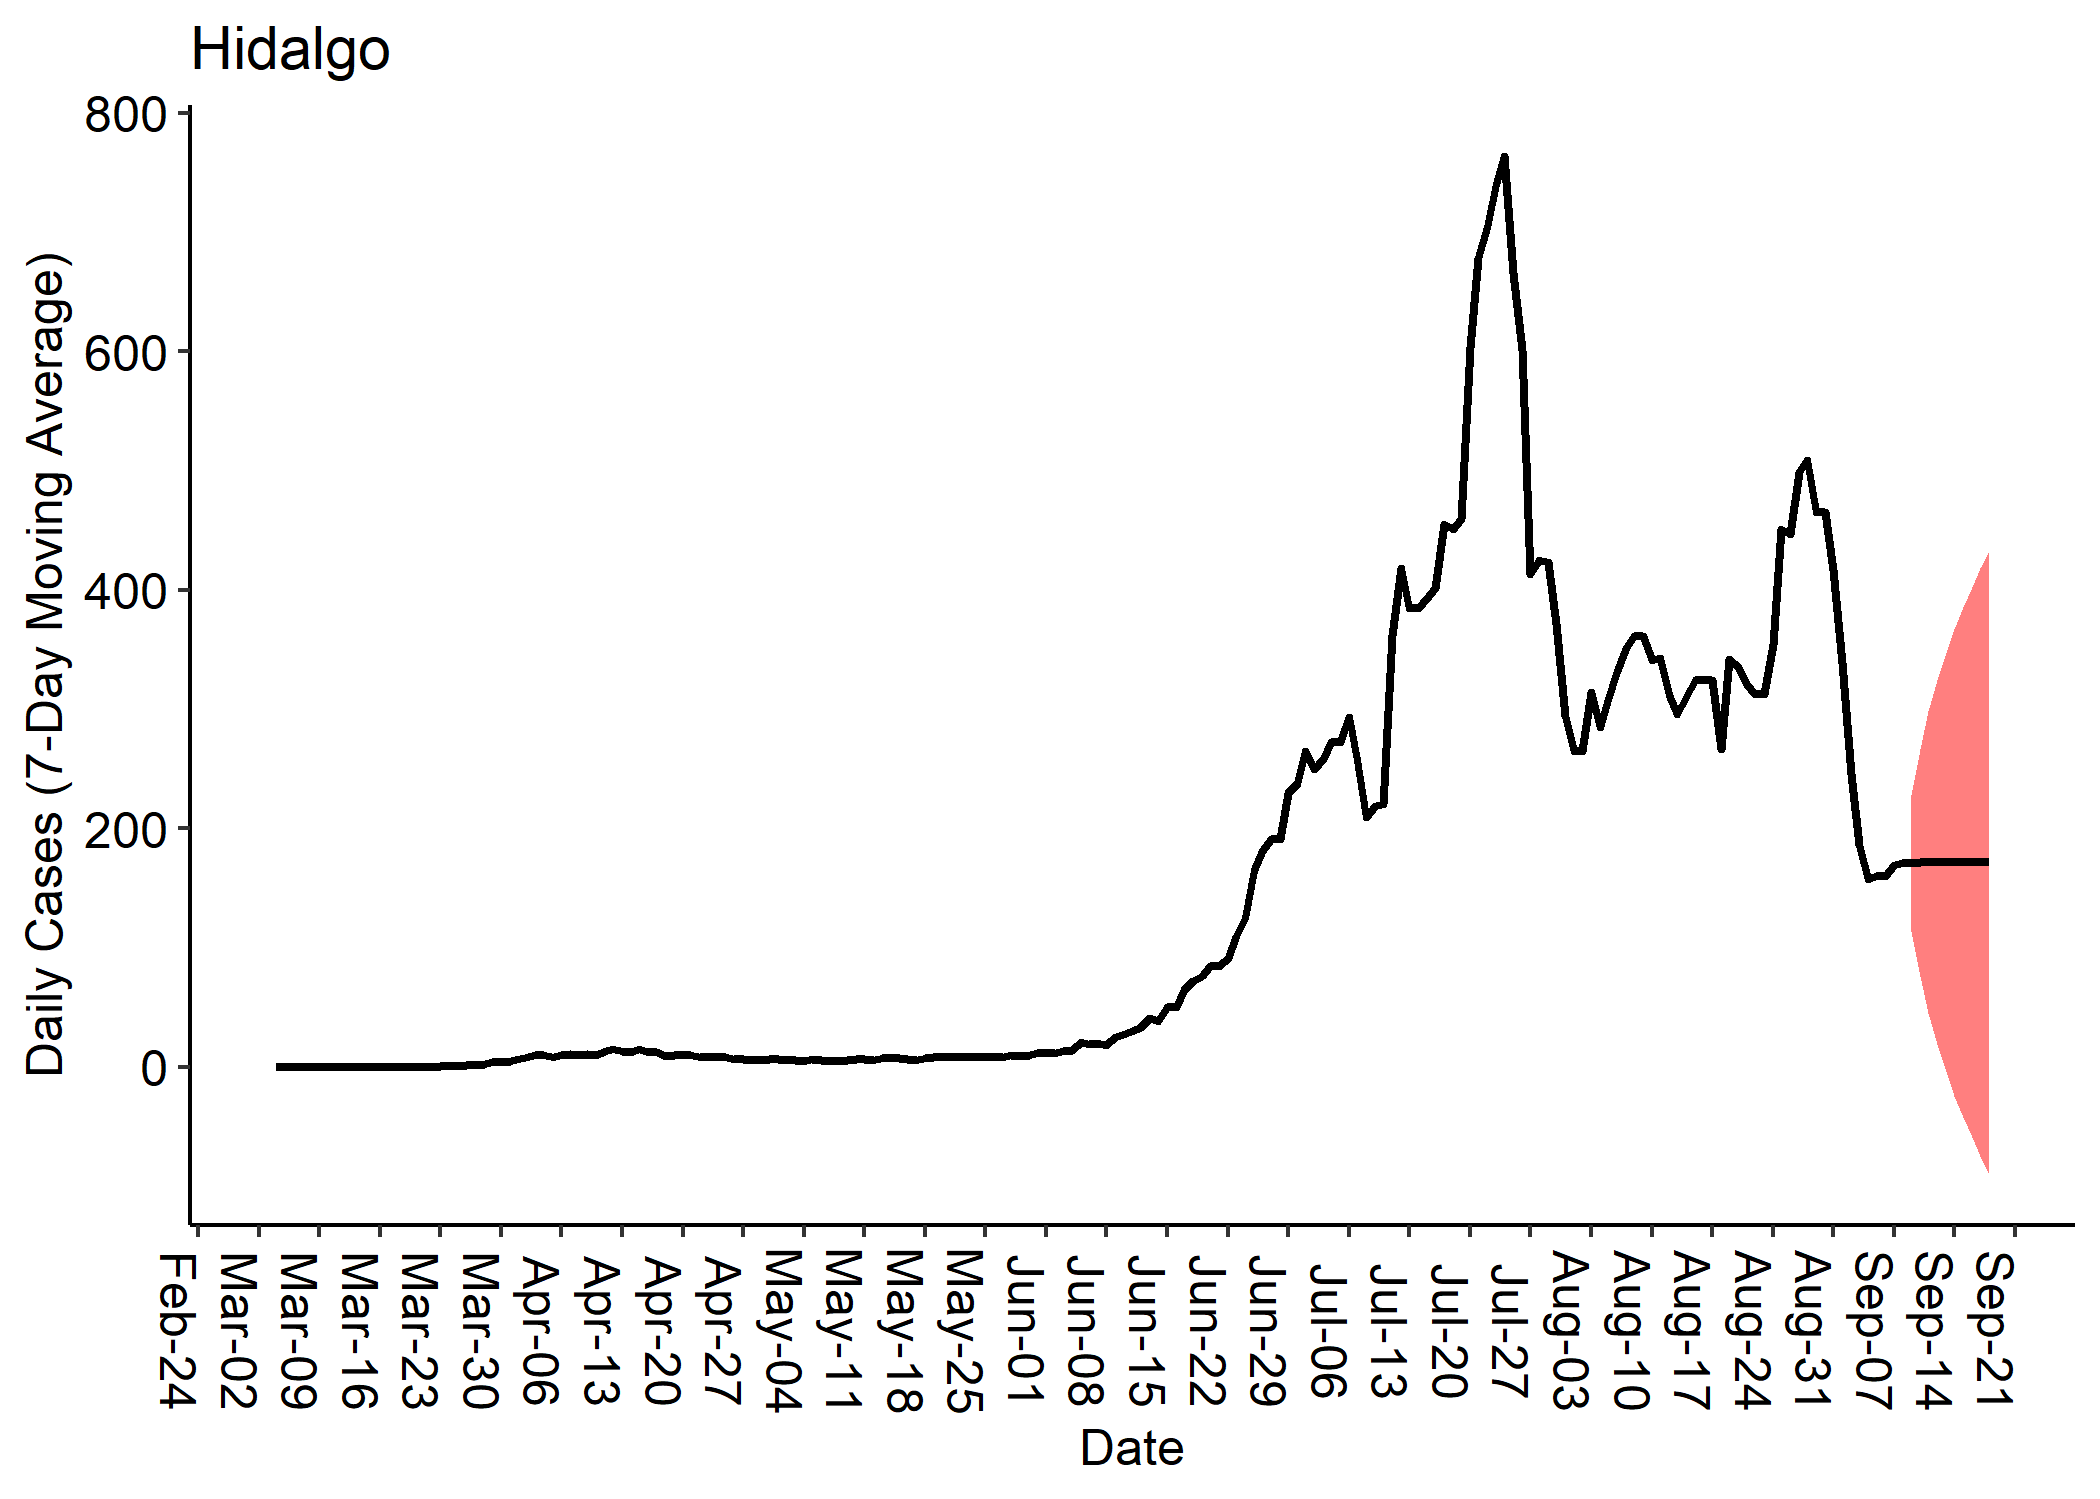 Hidalgo
Daily Cases (7-Day Moving Average)
800
600
400
200
0
Feb-24
Mar-02
Mar-09
Mar-16
Mar-23
Mar-30
Apr-06
Apr-13
Apr-20
Apr-27
May-04
May-11
May-18
May-25
Jun-01
Jun-08
Jun-15
Jun-22
Jun-29
Jul-06
Jul-13
Jul-20
Jul-27
Aug-03
Aug-10
Aug-17
Aug-24
Aug-31
Sep-07
Sep-14
Sep-21
Date